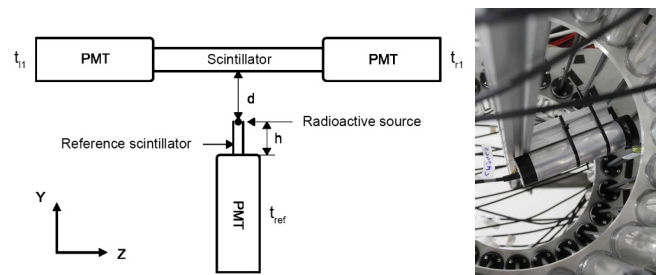 t_l1
PMT
Scintillator
PMT
t_r1
d
Radioactive source
h
Reference scintillator
PMT
t_ref
Y
Z